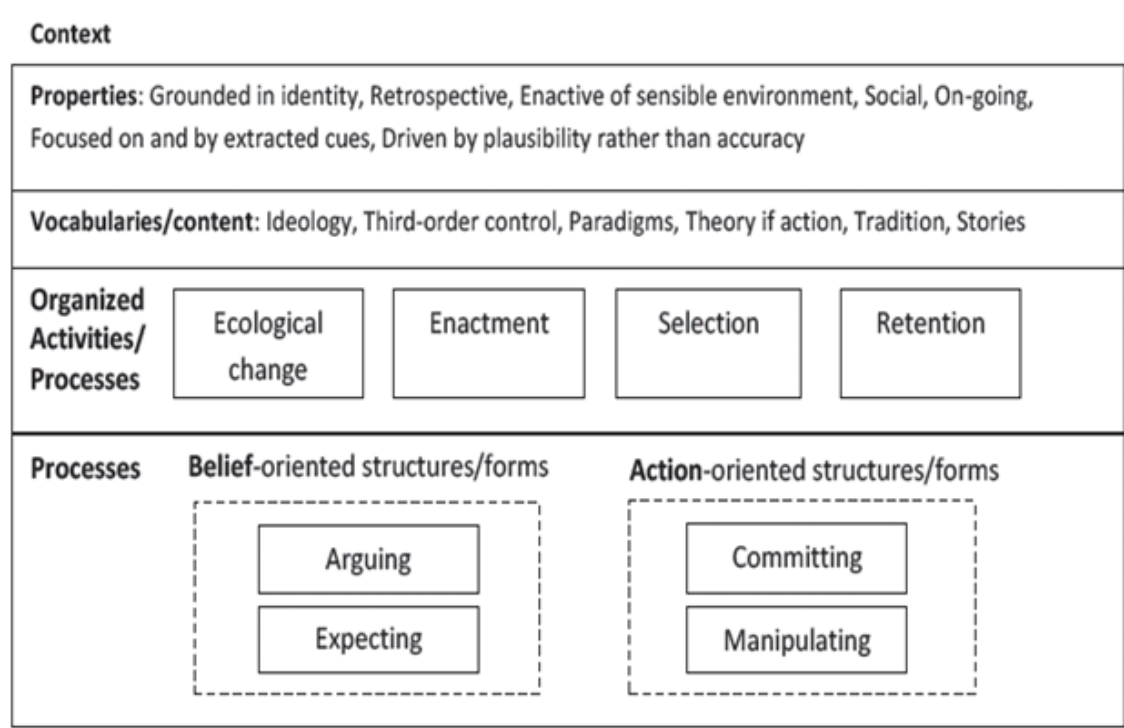 Context
Properties: Grounded in identity, Retrospective, Enactive of sensible environment, Social, On-going,
Focused on and by extracted cues, Driven by plausibility rather than accuracy
Vocabularies/content: Ideology, Third-order control, Paradigms, Theory if action, Tradition, Stories
Organized
Activities/
Processes
Ecological
change
Enactment
Selection
Retention
Processes
Belief-oriented structures/forms
Arguing
Expecting
Action-oriented structures/forms
Committing
Manipulating